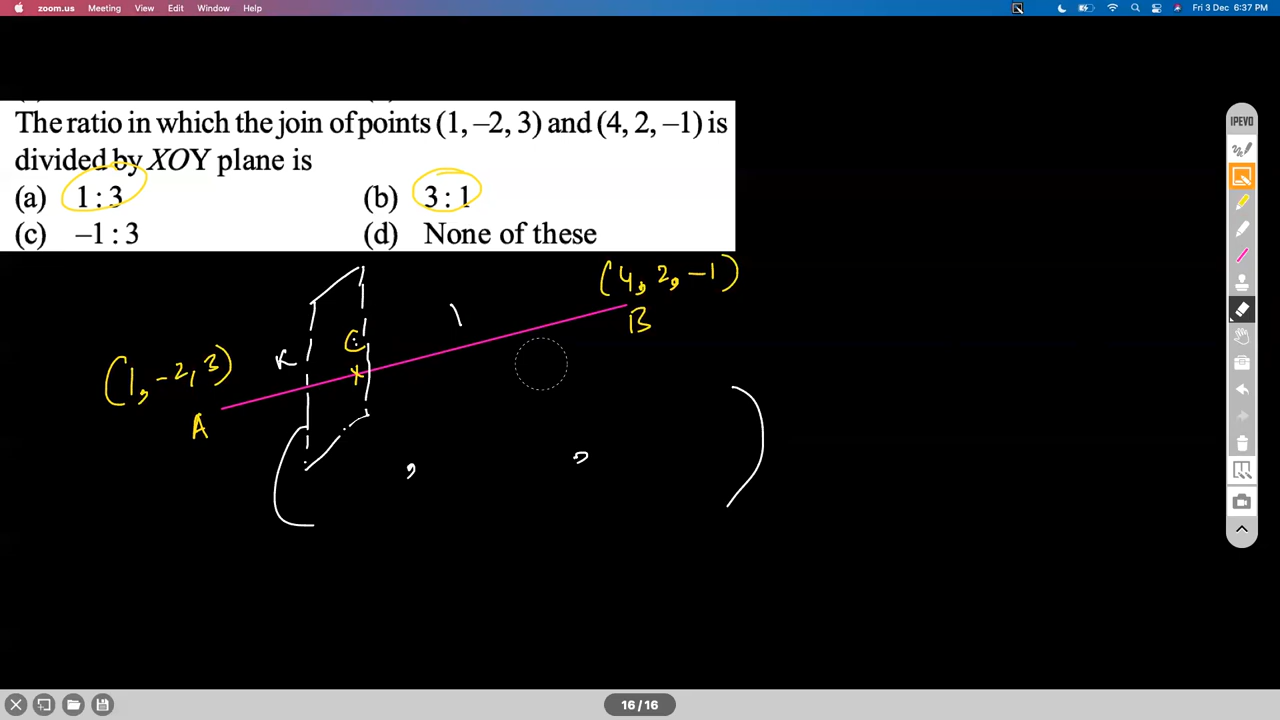 zoom.us Meeting View Edit Window Help Fri 3 Dec 6:37 PM
The ratio in which the join of points (1, –2, 3) and (4, 2, –1) is
divided by XOY plane is
(a) 1 : 3 (b) 3 : 1
(c) –1 : 3 (d) None of these
(4, 2, -1)
B
(1, -2, 3)
A
K
C
1
, ,
( )
IPEVO
16 / 16